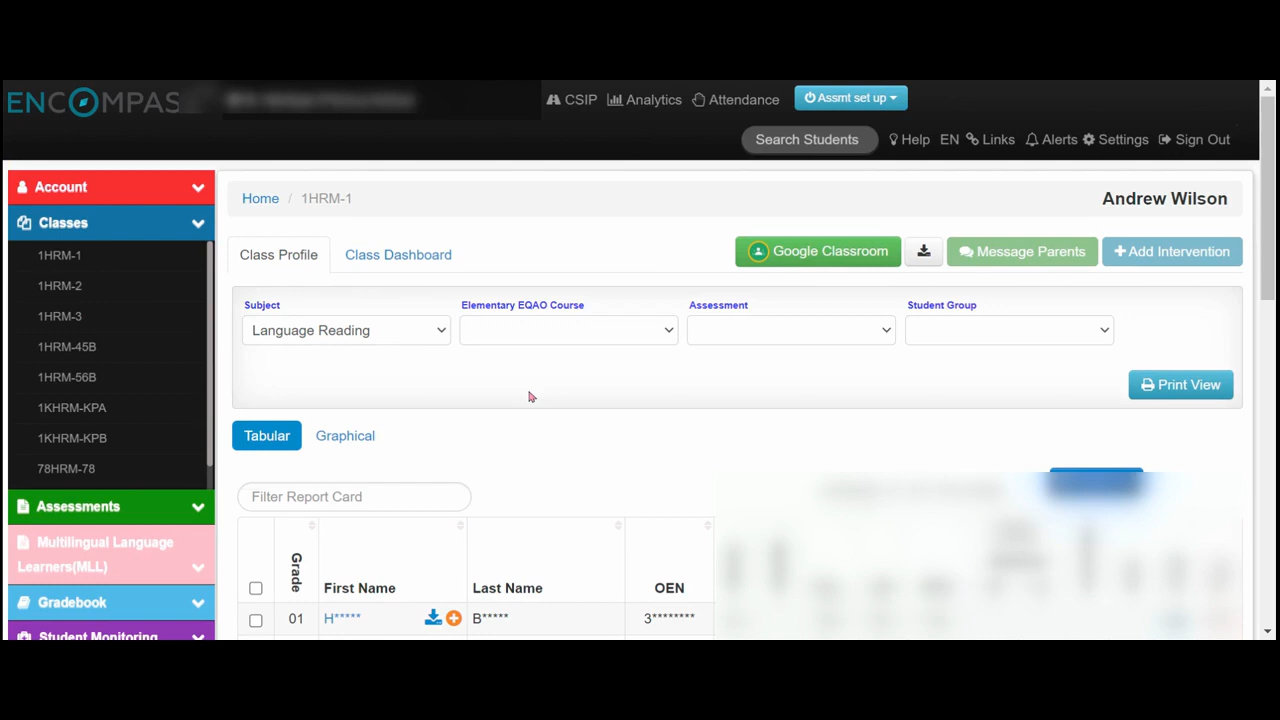 ENCOMPAS
CSIP Analytics Attendance Assmt set up
Search Students Help EN Links Alerts Settings Sign Out
Account
Classes
1HRM-1
1HRM-2
1HRM-3
1HRM-45B
1HRM-56B
1KHRM-KPA
1KHRM-KPB
78HRM-78
Assessments
Multilingual Language
Learners(MLL)
Gradebook
Student Monitoring
Home / 1HRM-1 Andrew Wilson
Class Profile Class Dashboard Google Classroom Message Parents Add Intervention
Subject Elementary EQAO Course Assessment Student Group
Language Reading
Print View
Tabular Graphical
Filter Report Card
Grade First Name Last Name OEN
01 H***** B***** 3********